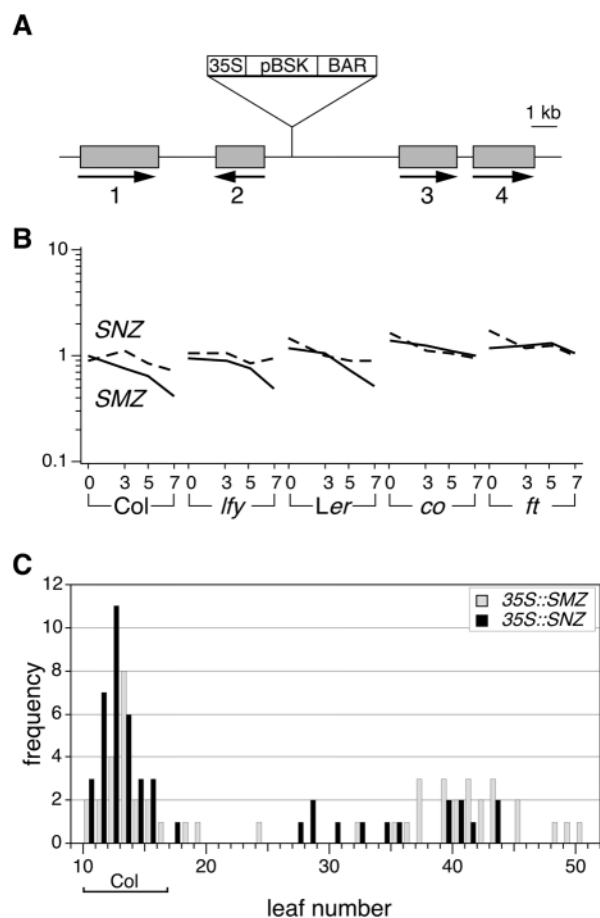 A
35S pBSK BAR
1 kb
1 2 3 4
B
10
SNZ
1
SMZ
0.1
0 3 5 7 0 3 5 7 0 3 5 7 0 3 5 7 0 3 5 7
Col lfy Ler co ft
C
12
35S::SMZ
10
35S::SNZ
8
frequency
6
4
2
0
10 20 30 40 50
Col
leaf number